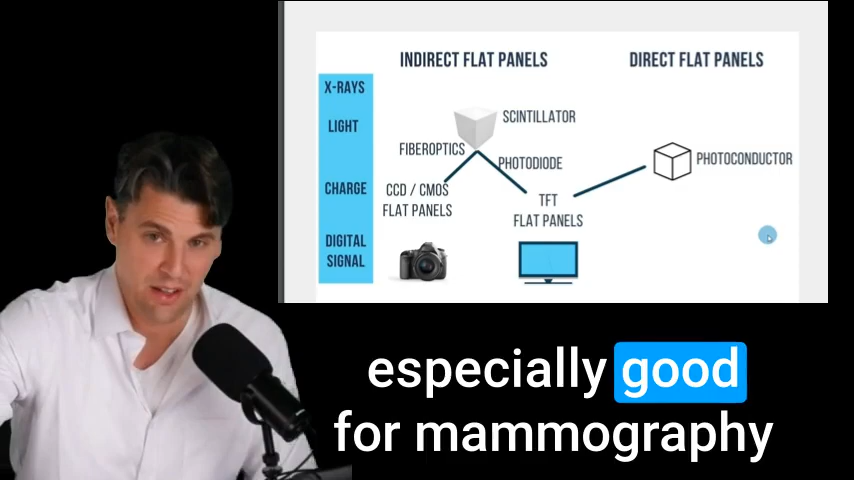 INDIRECT FLAT PANELS
DIRECT FLAT PANELS
X-RAYS
LIGHT
SCINTILLATOR
FIBEROPTICS
PHOTODIODE
PHOTOCONDUCTOR
CHARGE
CCD / CMOS
FLAT PANELS
TFT
FLAT PANELS
DIGITAL
SIGNAL
especially good
for mammography